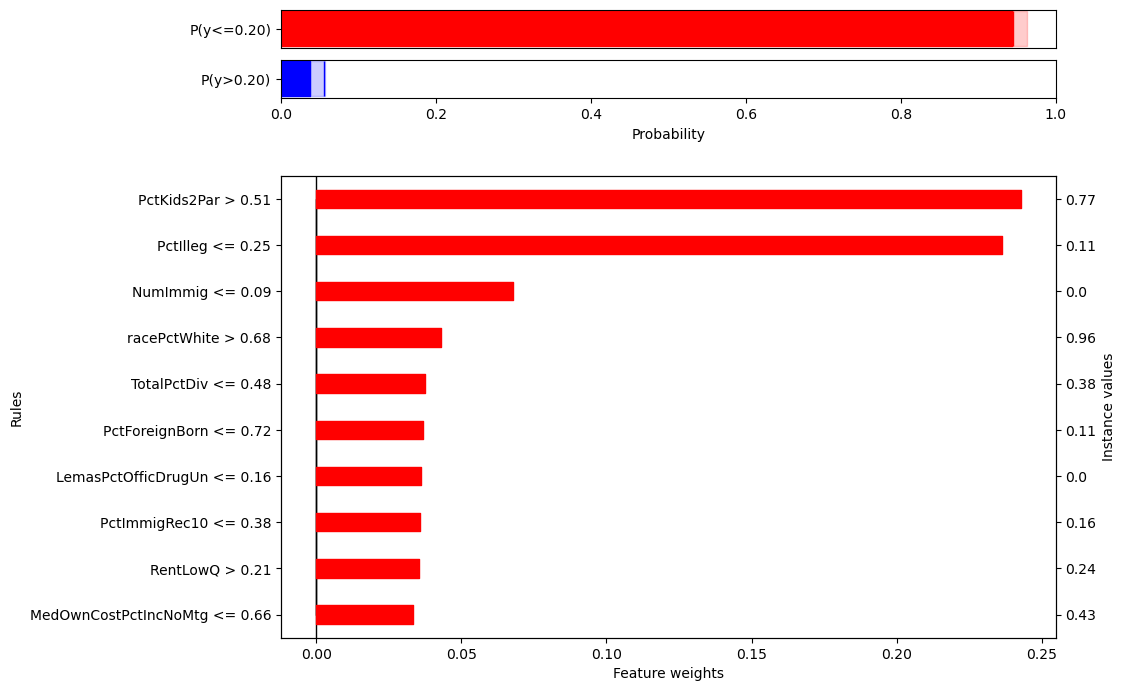 P(y<=0.20)
P(y>0.20)
0.0 0.2 0.4 0.6 0.8 1.0
Probability
PctKids2Par > 0.51 0.77
PctIlleg <= 0.25 0.11
NumImmig <= 0.09 0.0
racePctWhite > 0.68 0.96
TotalPctDiv <= 0.48 0.38
PctForeignBorn <= 0.72 0.11
LemasPctOfficDrugUn <= 0.16 0.0
PctImmigRec10 <= 0.38 0.16
RentLowQ > 0.21 0.24
MedOwnCostPctIncNoMtg <= 0.66 0.43
Rules
Instance values
0.00 0.05 0.10 0.15 0.20 0.25
Feature weights